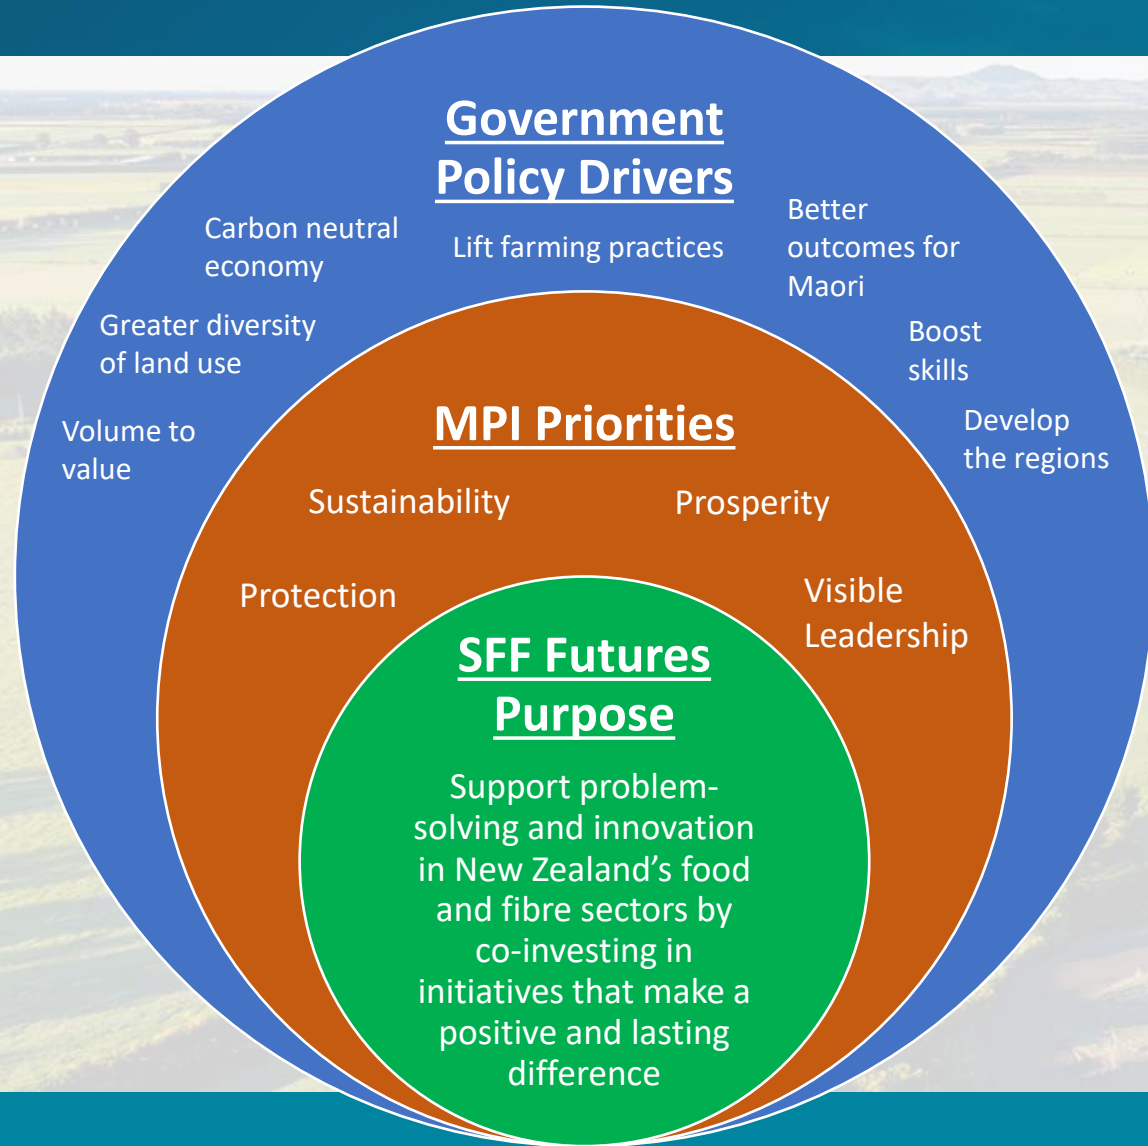 Government
Policy Drivers
Carbon neutral
economy
Lift farming practices
Better
outcomes for
Maori
Greater diversity
of land use
Boost
skills
Volume to
value
Develop
the regions
MPI Priorities
Sustainability
Prosperity
Protection
Visible
Leadership
SFF Futures
Purpose
Support problem-
solving and innovation
in New Zealand’s food
and fibre sectors by
co-investing in
initiatives that make a
positive and lasting
difference